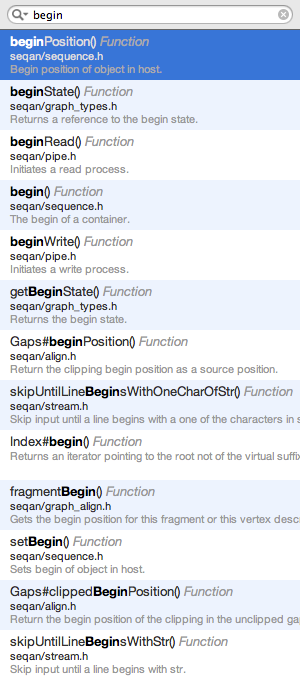 begin
beginPosition() Function
seqan/sequence.h
Begin position of object in host.
beginState() Function
seqan/graph_types.h
Returns a reference to the begin state.
beginRead() Function
seqan/pipe.h
Initiates a read process.
begin() Function
seqan/sequence.h
The begin of a container.
beginWrite() Function
seqan/pipe.h
Initiates a write process.
getBeginState() Function
seqan/graph_types.h
Returns the begin state.
Gaps#beginPosition() Function
seqan/align.h
Return the clipping begin position as a source position.
skipUntilLineBeginsWithOneCharOfStr() Function
seqan/stream.h
Skip input until a line begins with a one of the characters in s
Index#begin() Function
Returns an iterator pointing to the root not of the virtual suffix
fragmentBegin() Function
seqan/graph_align.h
Gets the begin position for this fragment or this vertex desc
setBegin() Function
seqan/sequence.h
Sets begin of object in host.
Gaps#clippedBeginPosition() Function
seqan/align.h
Return the begin position of the clipping in the unclipped ga
skipUntilLineBeginsWithStr() Function
seqan/stream.h
Skip input until a line begins with str.